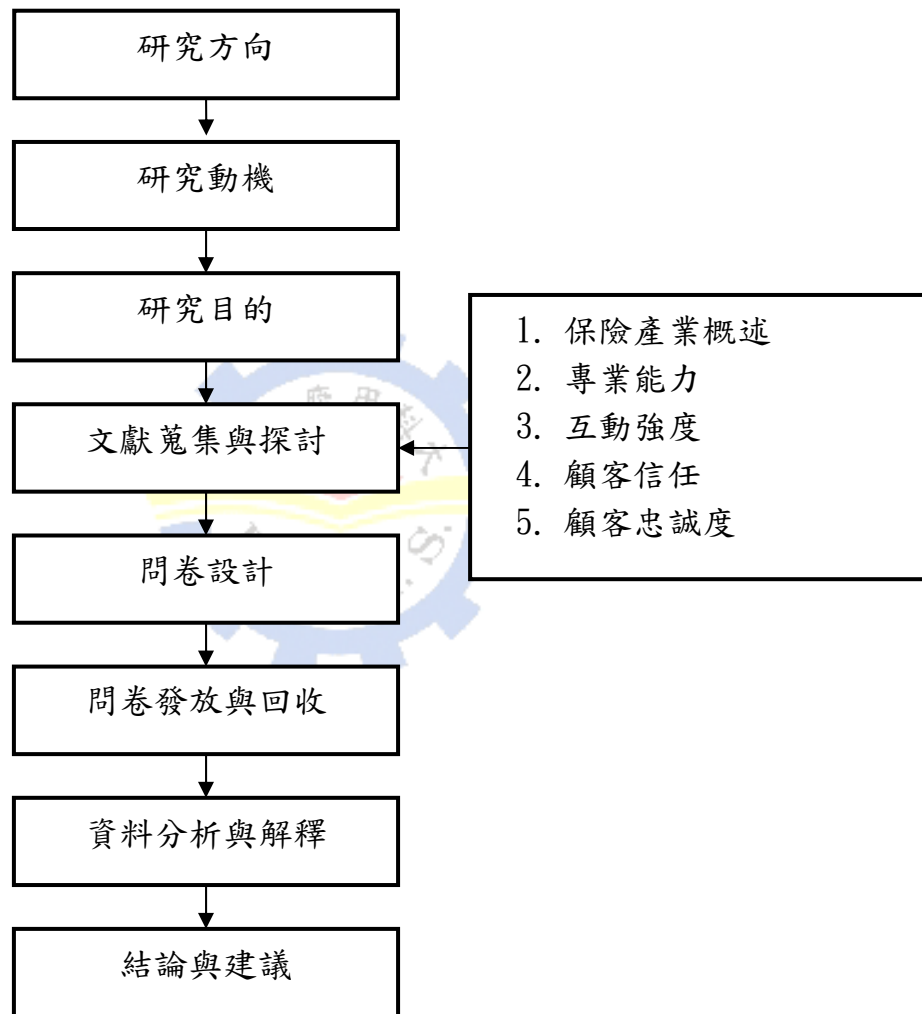 研究方向
研究動機
研究目的
文獻蒐集與探討
1. 保險產業概述
2. 專業能力
3. 互動強度
4. 顧客信任
5. 顧客忠誠度
問卷設計
問卷發放與回收
資料分析與解釋
結論與建議